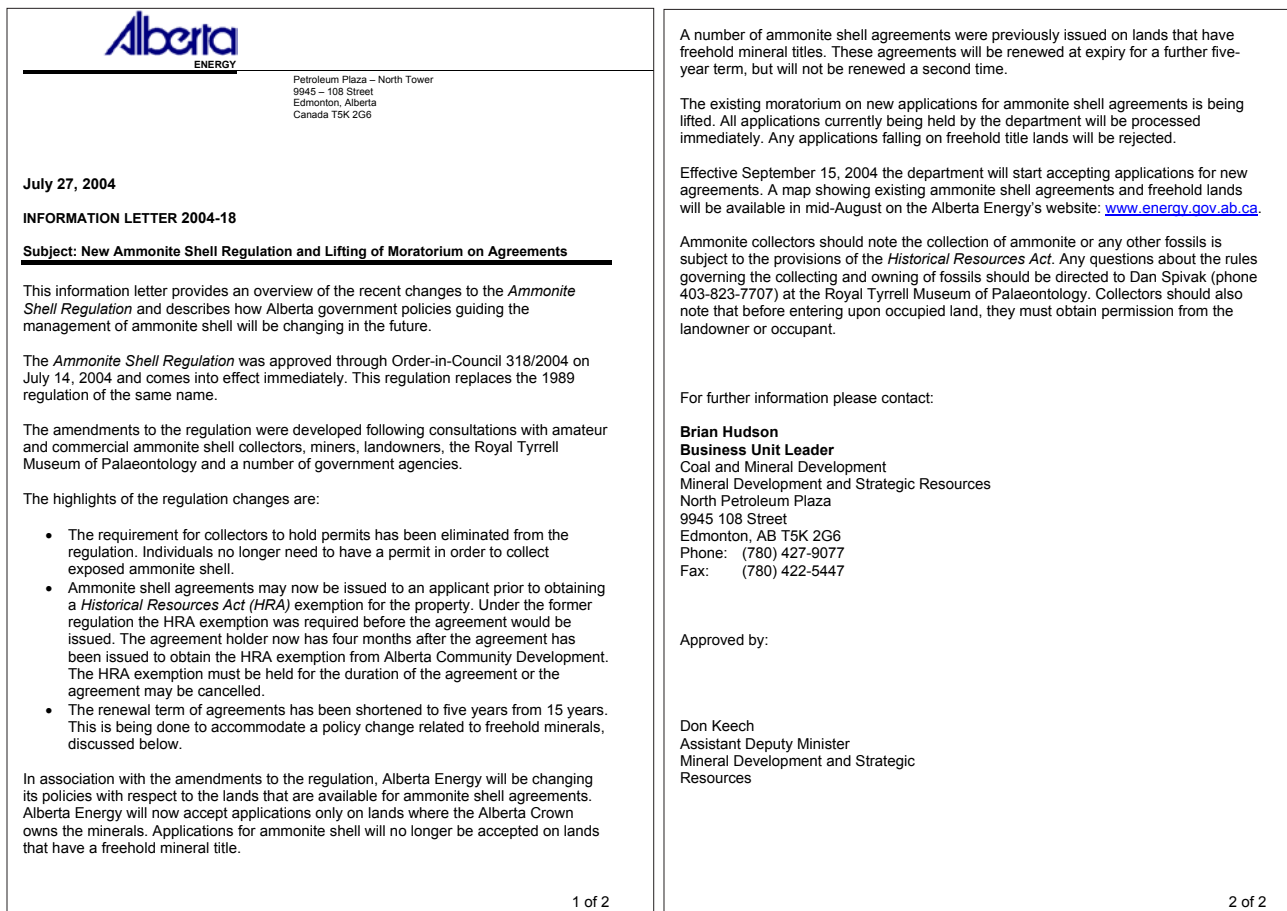 Alberta
ENERGY
Petroleum Plaza – North Tower
9945 – 108 Street
Edmonton, Alberta
Canada T5K 2G6
July 27, 2004
INFORMATION LETTER 2004-18
Subject: New Ammonite Shell Regulation and Lifting of Moratorium on Agreements
This information letter provides an overview of the recent changes to the Ammonite
Shell Regulation and describes how Alberta government policies guiding the
management of ammonite shell will be changing in the future.
The Ammonite Shell Regulation was approved through Order-in-Council 318/2004 on
July 14, 2004 and comes into effect immediately. This regulation replaces the 1989
regulation of the same name.
The amendments to the regulation were developed following consultations with amateur
and commercial ammonite shell collectors, miners, landowners, the Royal Tyrrell
Museum of Palaeontology and a number of government agencies.
The highlights of the regulation changes are:
• The requirement for collectors to hold permits has been eliminated from the
regulation. Individuals no longer need to have a permit in order to collect
exposed ammonite shell.
• Ammonite shell agreements may now be issued to an applicant prior to obtaining
a Historical Resources Act (HRA) exemption for the property. Under the former
regulation the HRA exemption was required before the agreement would be
issued. The agreement holder now has four months after the agreement has
been issued to obtain the HRA exemption from Alberta Community Development.
The HRA exemption must be held for the duration of the agreement or the
agreement may be cancelled.
• The renewal term of agreements has been shortened to five years from 15 years.
This is being done to accommodate a policy change related to freehold minerals,
discussed below.
In association with the amendments to the regulation, Alberta Energy will be changing
its policies with respect to the lands that are available for ammonite shell agreements.
Alberta Energy will now accept applications only on lands where the Alberta Crown
owns the minerals. Applications for ammonite shell will no longer be accepted on lands
that have a freehold mineral title.
1 of 2
A number of ammonite shell agreements were previously issued on lands that have
freehold mineral titles. These agreements will be renewed at expiry for a further five-
year term, but will not be renewed a second time.
The existing moratorium on new applications for ammonite shell agreements is being
lifted. All applications currently being held by the department will be processed
immediately. Any applications falling on freehold title lands will be rejected.
Effective September 15, 2004 the department will start accepting applications for new
agreements. A map showing existing ammonite shell agreements and freehold lands
will be available in mid-August on the Alberta Energy's website: www.energy.gov.ab.ca.
Ammonite collectors should note the collection of ammonite or any other fossils is
subject to the provisions of the Historical Resources Act. Any questions about the rules
governing the collecting and owning of fossils should be directed to Dan Spivak (phone
403-823-7707) at the Royal Tyrrell Museum of Palaeontology. Collectors should also
note that before entering upon occupied land, they must obtain permission from the
landowner or occupant.
For further information please contact:
Brian Hudson
Business Unit Leader
Coal and Mineral Development
Mineral Development and Strategic Resources
North Petroleum Plaza
9945 108 Street
Edmonton, AB T5K 2G6
Phone: (780) 427-9077
Fax: (780) 422-5447
Approved by:
Don Keech
Assistant Deputy Minister
Mineral Development and Strategic
Resources
2 of 2